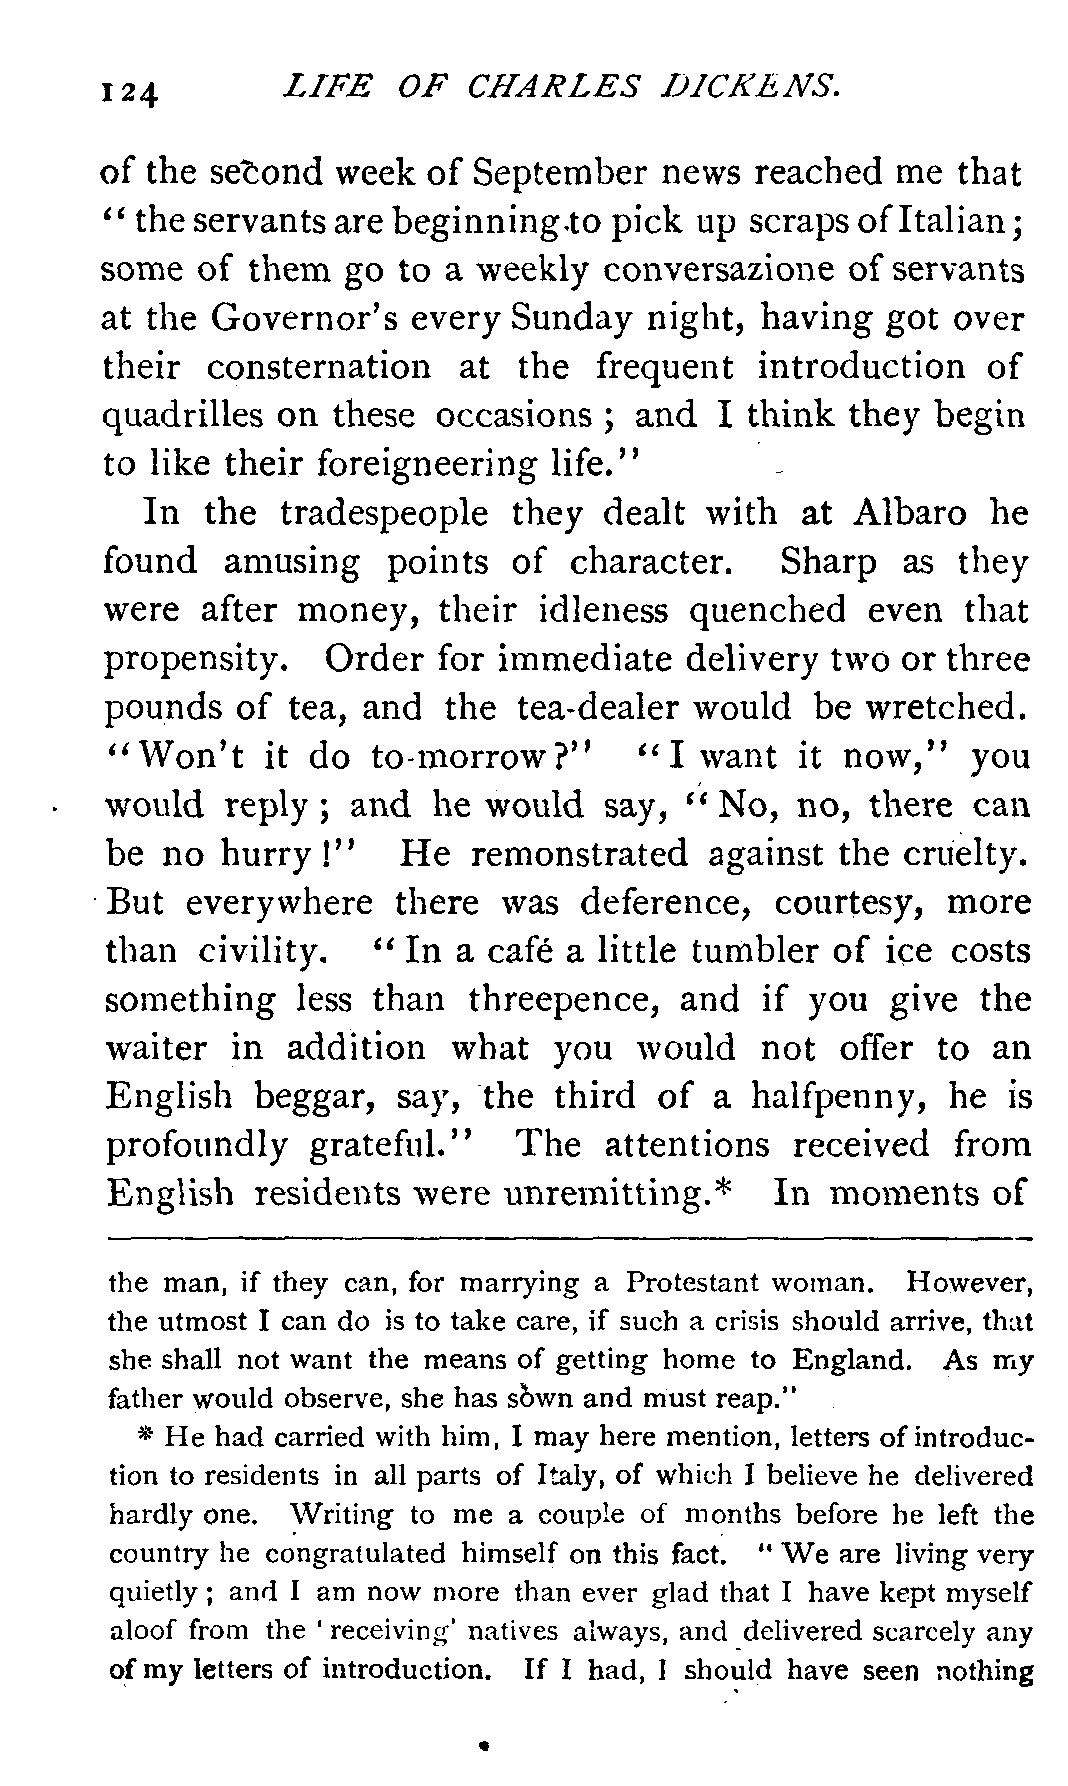 124 LIFE OF CHARLES DICKENS.
of the second week of September news reached me that
"the servants are beginning to pick up scraps of Italian;
some of them go to a weekly conversazione of servants
at the Governor's every Sunday night, having got over
their consternation at the frequent introduction of
quadrilles on these occasions; and I think they begin
to like their foreigneering life."
In the tradespeople they dealt with at Albaro he
found amusing points of character. Sharp as they
were after money, their idleness quenched even that
propensity. Order for immediate delivery two or three
pounds of tea, and the tea-dealer would be wretched.
"Won't it do to-morrow?" "I want it now," you
would reply; and he would say, "No, no, there can
be no hurry!" He remonstrated against the cruelty.
But everywhere there was deference, courtesy, more
than civility. "In a café a little tumbler of ice costs
something less than threepence, and if you give the
waiter in addition what you would not offer to an
English beggar, say, the third of a halfpenny, he is
profoundly grateful." The attentions received from
English residents were unremitting.* In moments of
the man, if they can, for marrying a Protestant woman. However,
the utmost I can do is to take care, if such a crisis should arrive, that
she shall not want the means of getting home to England. As my
father would observe, she has sown and must reap."
* He had carried with him, I may here mention, letters of introduc-
tion to residents in all parts of Italy, of which I believe he delivered
hardly one. Writing to me a couple of months before he left the
country he congratulated himself on this fact. "We are living very
quietly; and I am now more than ever glad that I have kept myself
aloof from the 'receiving' natives always, and delivered scarcely any
of my letters of introduction. If I had, I should have seen nothing